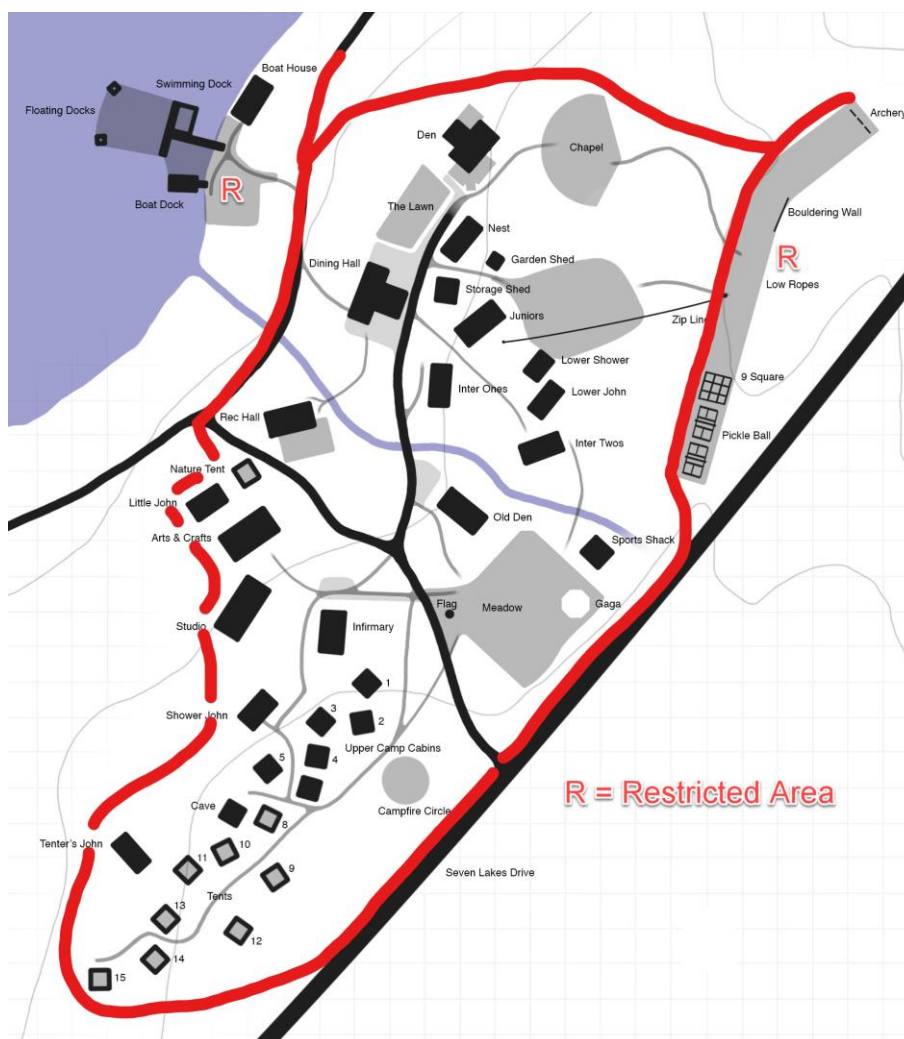 Boat House
Swimming Dock
Floating Docks
Archery
Den
Chapel
R
Boat Dock
The Lawn
Bouldering Wall
Nest
Dining Hall
Garden Shed
R
Low Ropes
Storage Shed
Juniors
Zip Line
Lower Shower
9 Square
Inter Ones
Lower John
Rec Hall
Pickle Ball
Inter Twos
Nature Tent
Little John
Old Den
Arts & Crafts
Sports Shack
Flag
Meadow
Gaga
Studio
Infirmary
1
Shower John
3
2
Upper Camp Cabins
4
5
R = Restricted Area
Cave
Campfire Circle
8
Tenter's John
10
11
9
Seven Lakes Drive
Tents
13
12
14
15